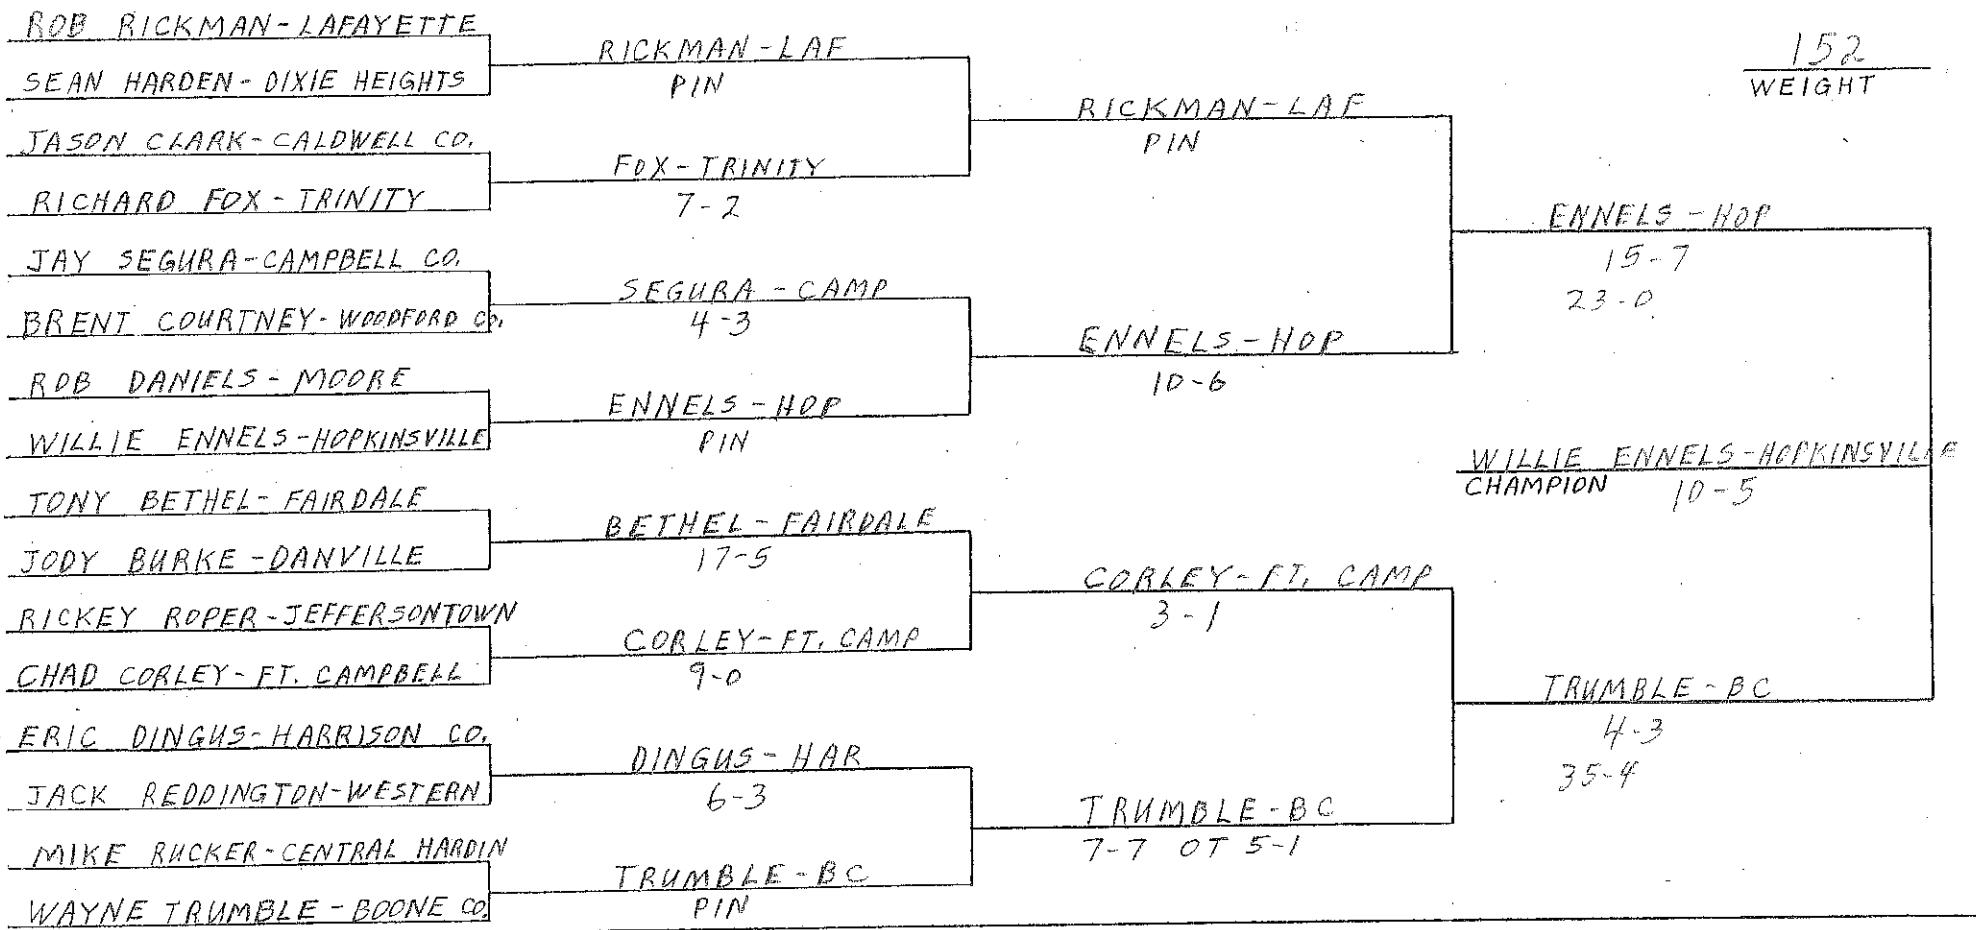 152
WEIGHT
ROB RICKMAN-LAFAYETTE
SEAN HARDEN-DIXIE HEIGHTS
JASON CLARK-CALDWELL CO.
RICHARD FOX-TRINITY
JAY SEGURA-CAMPBELL CO.
BRENT COURTNEY-WOODFORD CO.
ROB DANIELS-MOORE
WILLIE ENNELS-HOPKINSVILLE
TONY BETHEL-FAIRDALE
JODY BURKE-DANVILLE
RICKEY ROPER-JEFFERSONTOWN
CHAD CORLEY-FT. CAMPBELL
ERIC DINGUS-HARRISON CO.
JACK REDDINGTON-WESTERN
MIKE RUCKER-CENTRAL HARDIN
WAYNE TRUMBLE-BOONE CO.
RICKMAN-LAF
PIN
FOX-TRINITY
7-2
SEGURA-CAMP
4-3
ENNELS-HOP
PIN
BETHEL-FAIRDALE
17-5
CORLEY-FT. CAMP
9-0
DINGUS-HAR
6-3
TRUMBLE-BC
PIN
RICKMAN-LAF
PIN
ENNELS-HOP
10-6
CORLEY-FT. CAMP
3-1
TRUMBLE-BC
7-7 OT 5-1
ENNELS-HOP
15-7
23-0
TRUMBLE-BC
4-3
35-4
WILLIE ENNELS-HOPKINSVILLE
CHAMPION 10-5